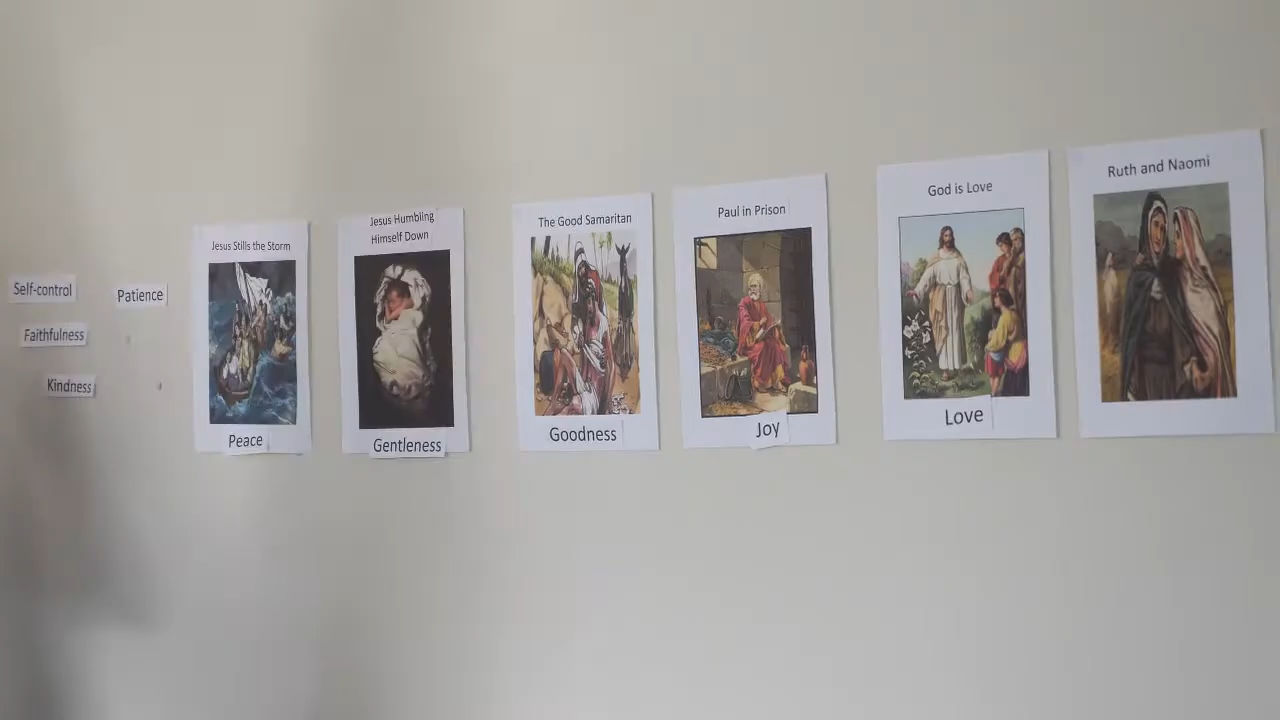 Self-control
Patience
Faithfulness
Kindness
Jesus Stills the Storm
Peace
Jesus Humbling
Himself Down
Gentleness
The Good Samaritan
Goodness
Paul in Prison
Joy
God is Love
Love
Ruth and Naomi